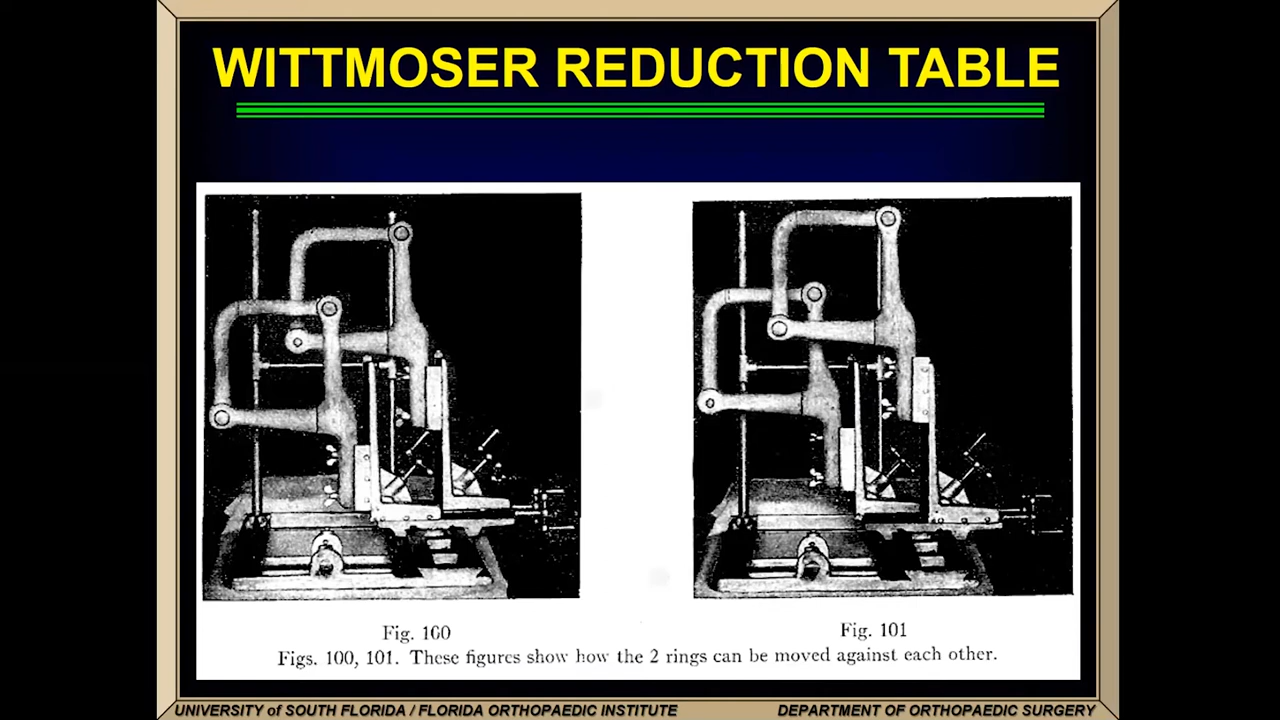 WITTMOSER REDUCTION TABLE
Fig. 100
Fig. 101
Figs. 100, 101. These figures show how the 2 rings can be moved against each other.
UNIVERSITY of SOUTH FLORIDA / FLORIDA ORTHOPAEDIC INSTITUTE
DEPARTMENT OF ORTHOPAEDIC SURGERY